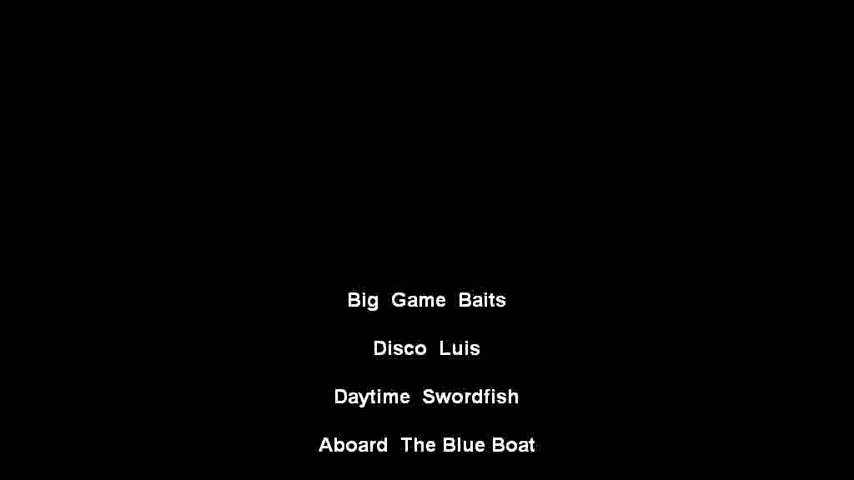 Big Game Baits
Disco Luis
Daytime Swordfish
Aboard The Blue Boat